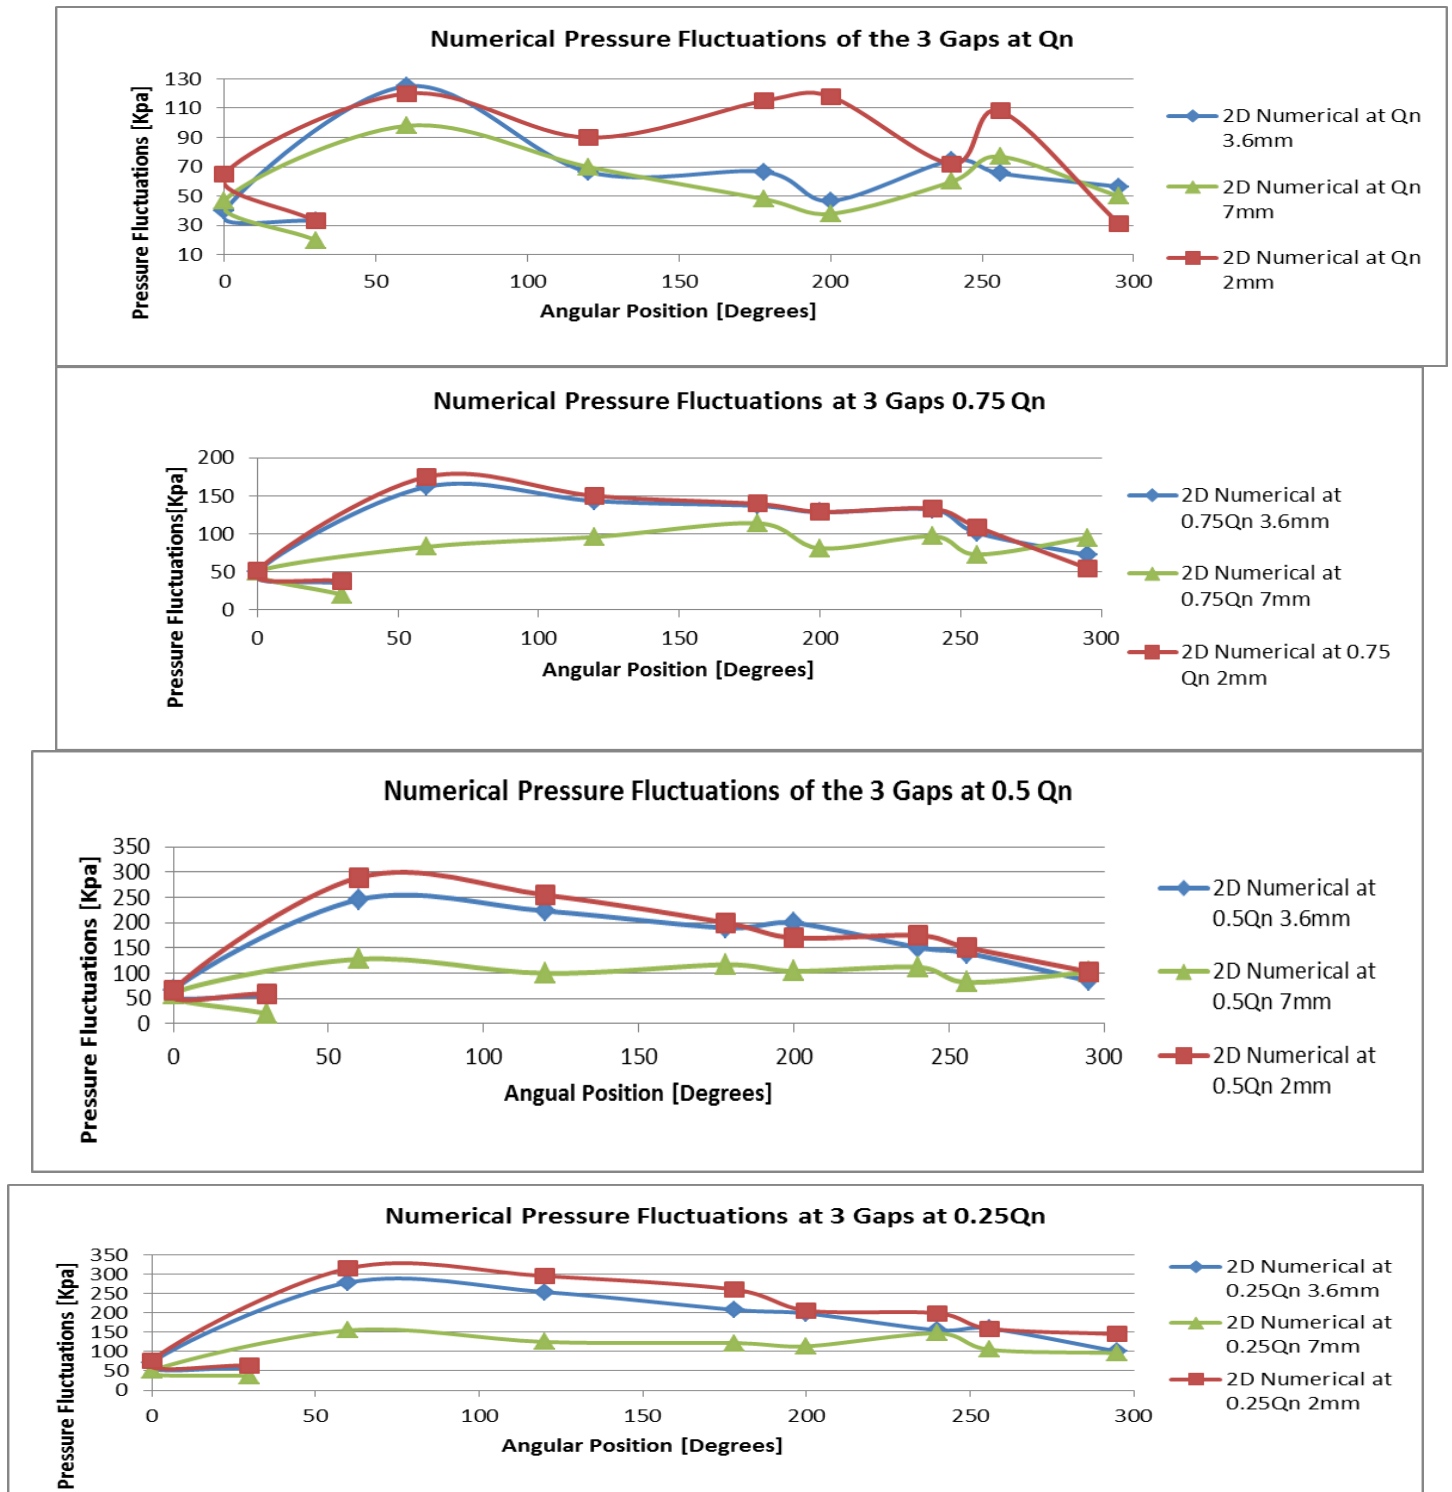 Numerical Pressure Fluctuations of the 3 Gaps at Qn
Pressure Fluctuations [Kpa]
130
110
90
70
50
30
10
0
50
100
150
200
250
300
Angular Position [Degrees]
2D Numerical at Qn
3.6mm
2D Numerical at Qn
7mm
2D Numerical at Qn
2mm
Numerical Pressure Fluctuations at 3 Gaps 0.75 Qn
Pressure Fluctuations[Kpa]
200
150
100
50
0
0
50
100
150
200
250
300
Angular Position [Degrees]
2D Numerical at
0.75Qn 3.6mm
2D Numerical at
0.75Qn 7mm
2D Numerical at 0.75
Qn 2mm
Numerical Pressure Fluctuations of the 3 Gaps at 0.5 Qn
Pressure Fluctuations [Kpa]
350
300
250
200
150
100
50
0
0
50
100
150
200
250
300
Angual Position [Degrees]
2D Numerical at
0.5Qn 3.6mm
2D Numerical at
0.5Qn 7mm
2D Numerical at
0.5Qn 2mm
Numerical Pressure Fluctuations at 3 Gaps at 0.25Qn
Pressure Fluctuations [Kpa]
350
300
250
200
150
100
50
0
0
50
100
150
200
250
300
Angular Position [Degrees]
2D Numerical at
0.25Qn 3.6mm
2D Numerical at
0.25Qn 7mm
2D Numerical at
0.25Qn 2mm